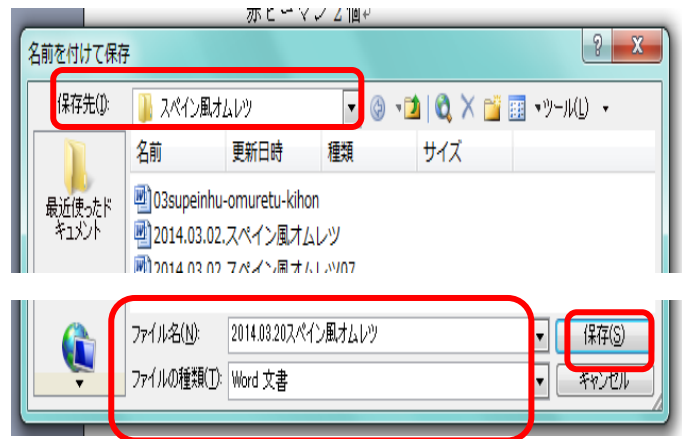 赤ピーマン2個
名前を付けて保存
保存先(I):
スペイン風オムレツ
ツール(L)
名前 更新日時 種類 サイズ
最近使ったド
キュメント
03supeinhu-omuretu-kihon
2014.03.02.スペイン風オムレツ
2014.03.02.スペイン風オムレツ07
ファイル名(N): 2014.03.20スペイン風オムレツ
保存(S)
ファイルの種類(T): Word 文書
キャンセル